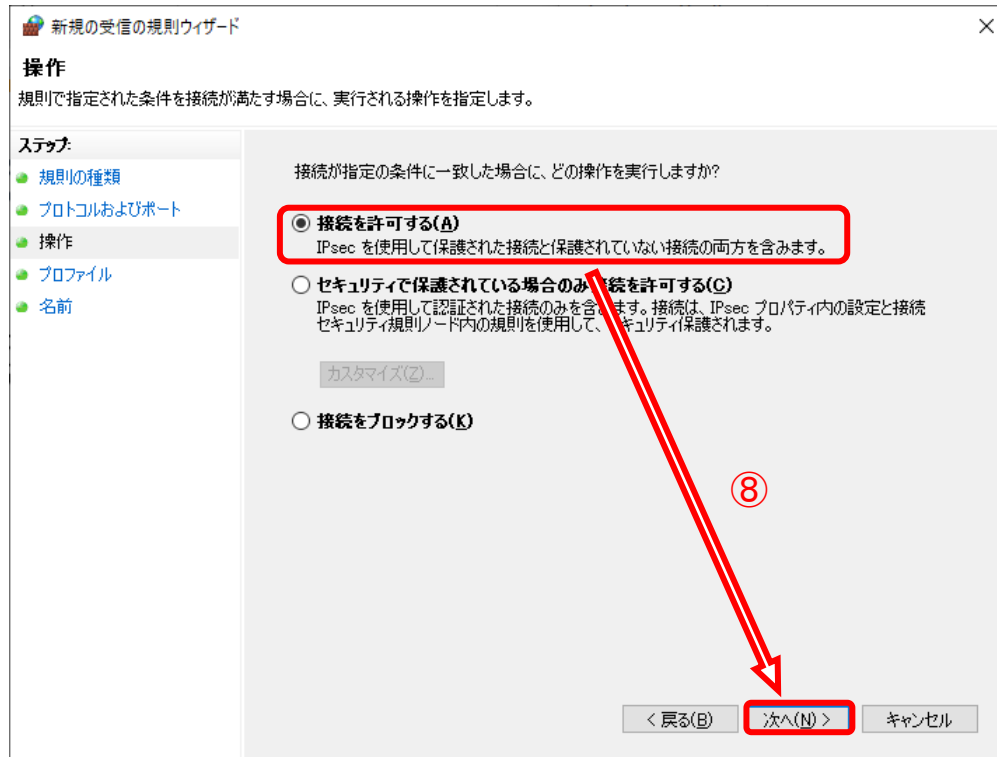 新規の受信の規則ウィザード
操作
規則で指定された条件を接続が満たす場合に、実行される操作を指定します。
ステップ:
規則の種類
プロトコルおよびポート
操作
プロファイル
名前
接続が指定の条件に一致した場合に、どの操作を実行しますか?
接続を許可する(A)
IPsec を使用して保護された接続と保護されていない接続の両方を含みます。
セキュリティで保護されている場合のみ接続を許可する(C)
IPsec を使用して認証された接続のみを含みます。接続は、IPsec プロパティ内の設定と接続
セキュリティ規則ノード内の規則を使用して、セキュリティ保護されます。
カスタマイズ(Z)...
接続をブロックする(K)
⑧
< 戻る(B)
次へ(N) >
キャンセル